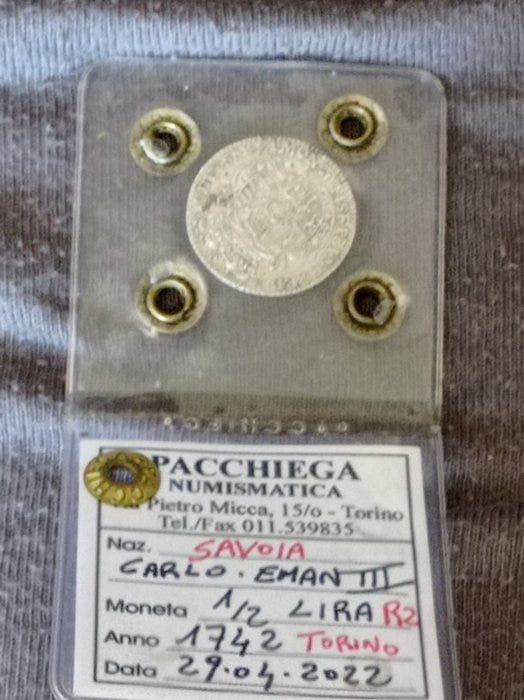 PACCHIEGA
PACCHIEGA
NUMISMATICA
Pietro Micca, 15/o - Torino
Tel./Fax 011.539835
Naz. SAVOIA
CARLO. EMAN III
Moneta 1/2 LIRA R2
Anno 1742 TORINO
Data 29.04.2022